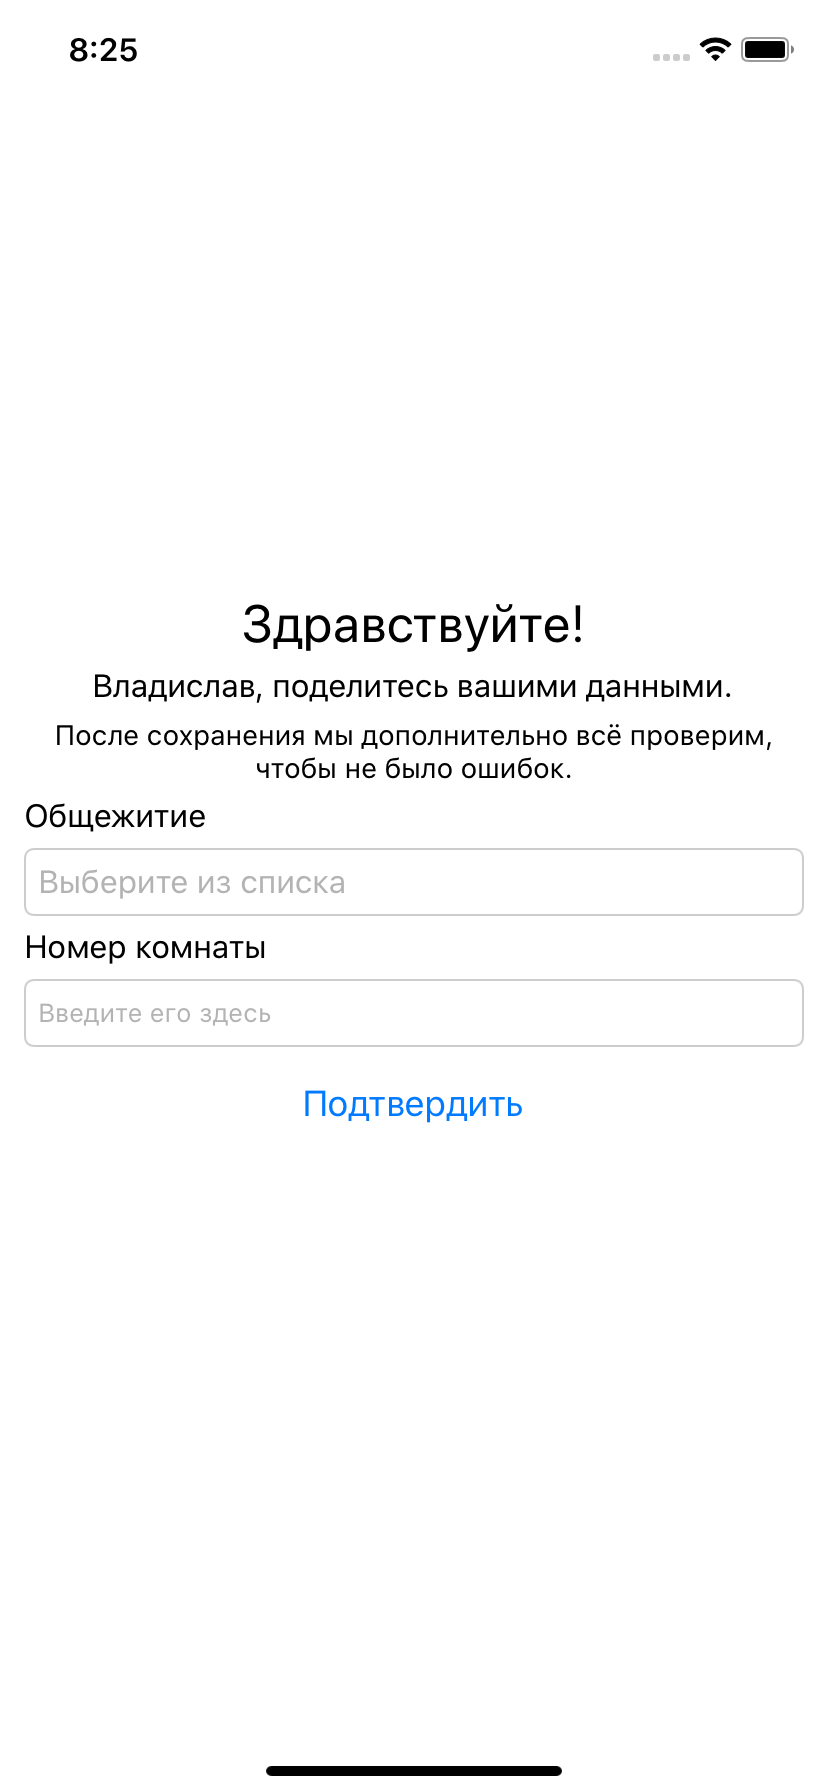 8:25
Здравствуйте!
Владислав, поделитесь вашими данными.
После сохранения мы дополнительно всё проверим,
чтобы не было ошибок.
Общежитие
Выберите из списка
Номер комнаты
Введите его здесь
Подтвердить